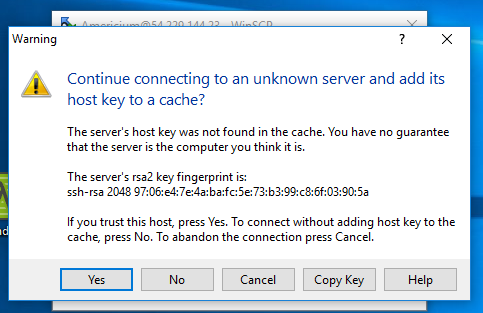 Americium@54.229.144.23 - WinSCP
Warning
?
Continue connecting to an unknown server and add its
host key to a cache?
The server's host key was not found in the cache. You have no guarantee
that the server is the computer you think it is.
The server's rsa2 key fingerprint is:
ssh-rsa 2048 97:06:e4:7e:4a:ba:fc:5e:73:b3:99:c8:6f:03:90:5a
If you trust this host, press Yes. To connect without adding host key to the
cache, press No. To abandon the connection press Cancel.
Yes
No
Cancel
Copy Key
Help